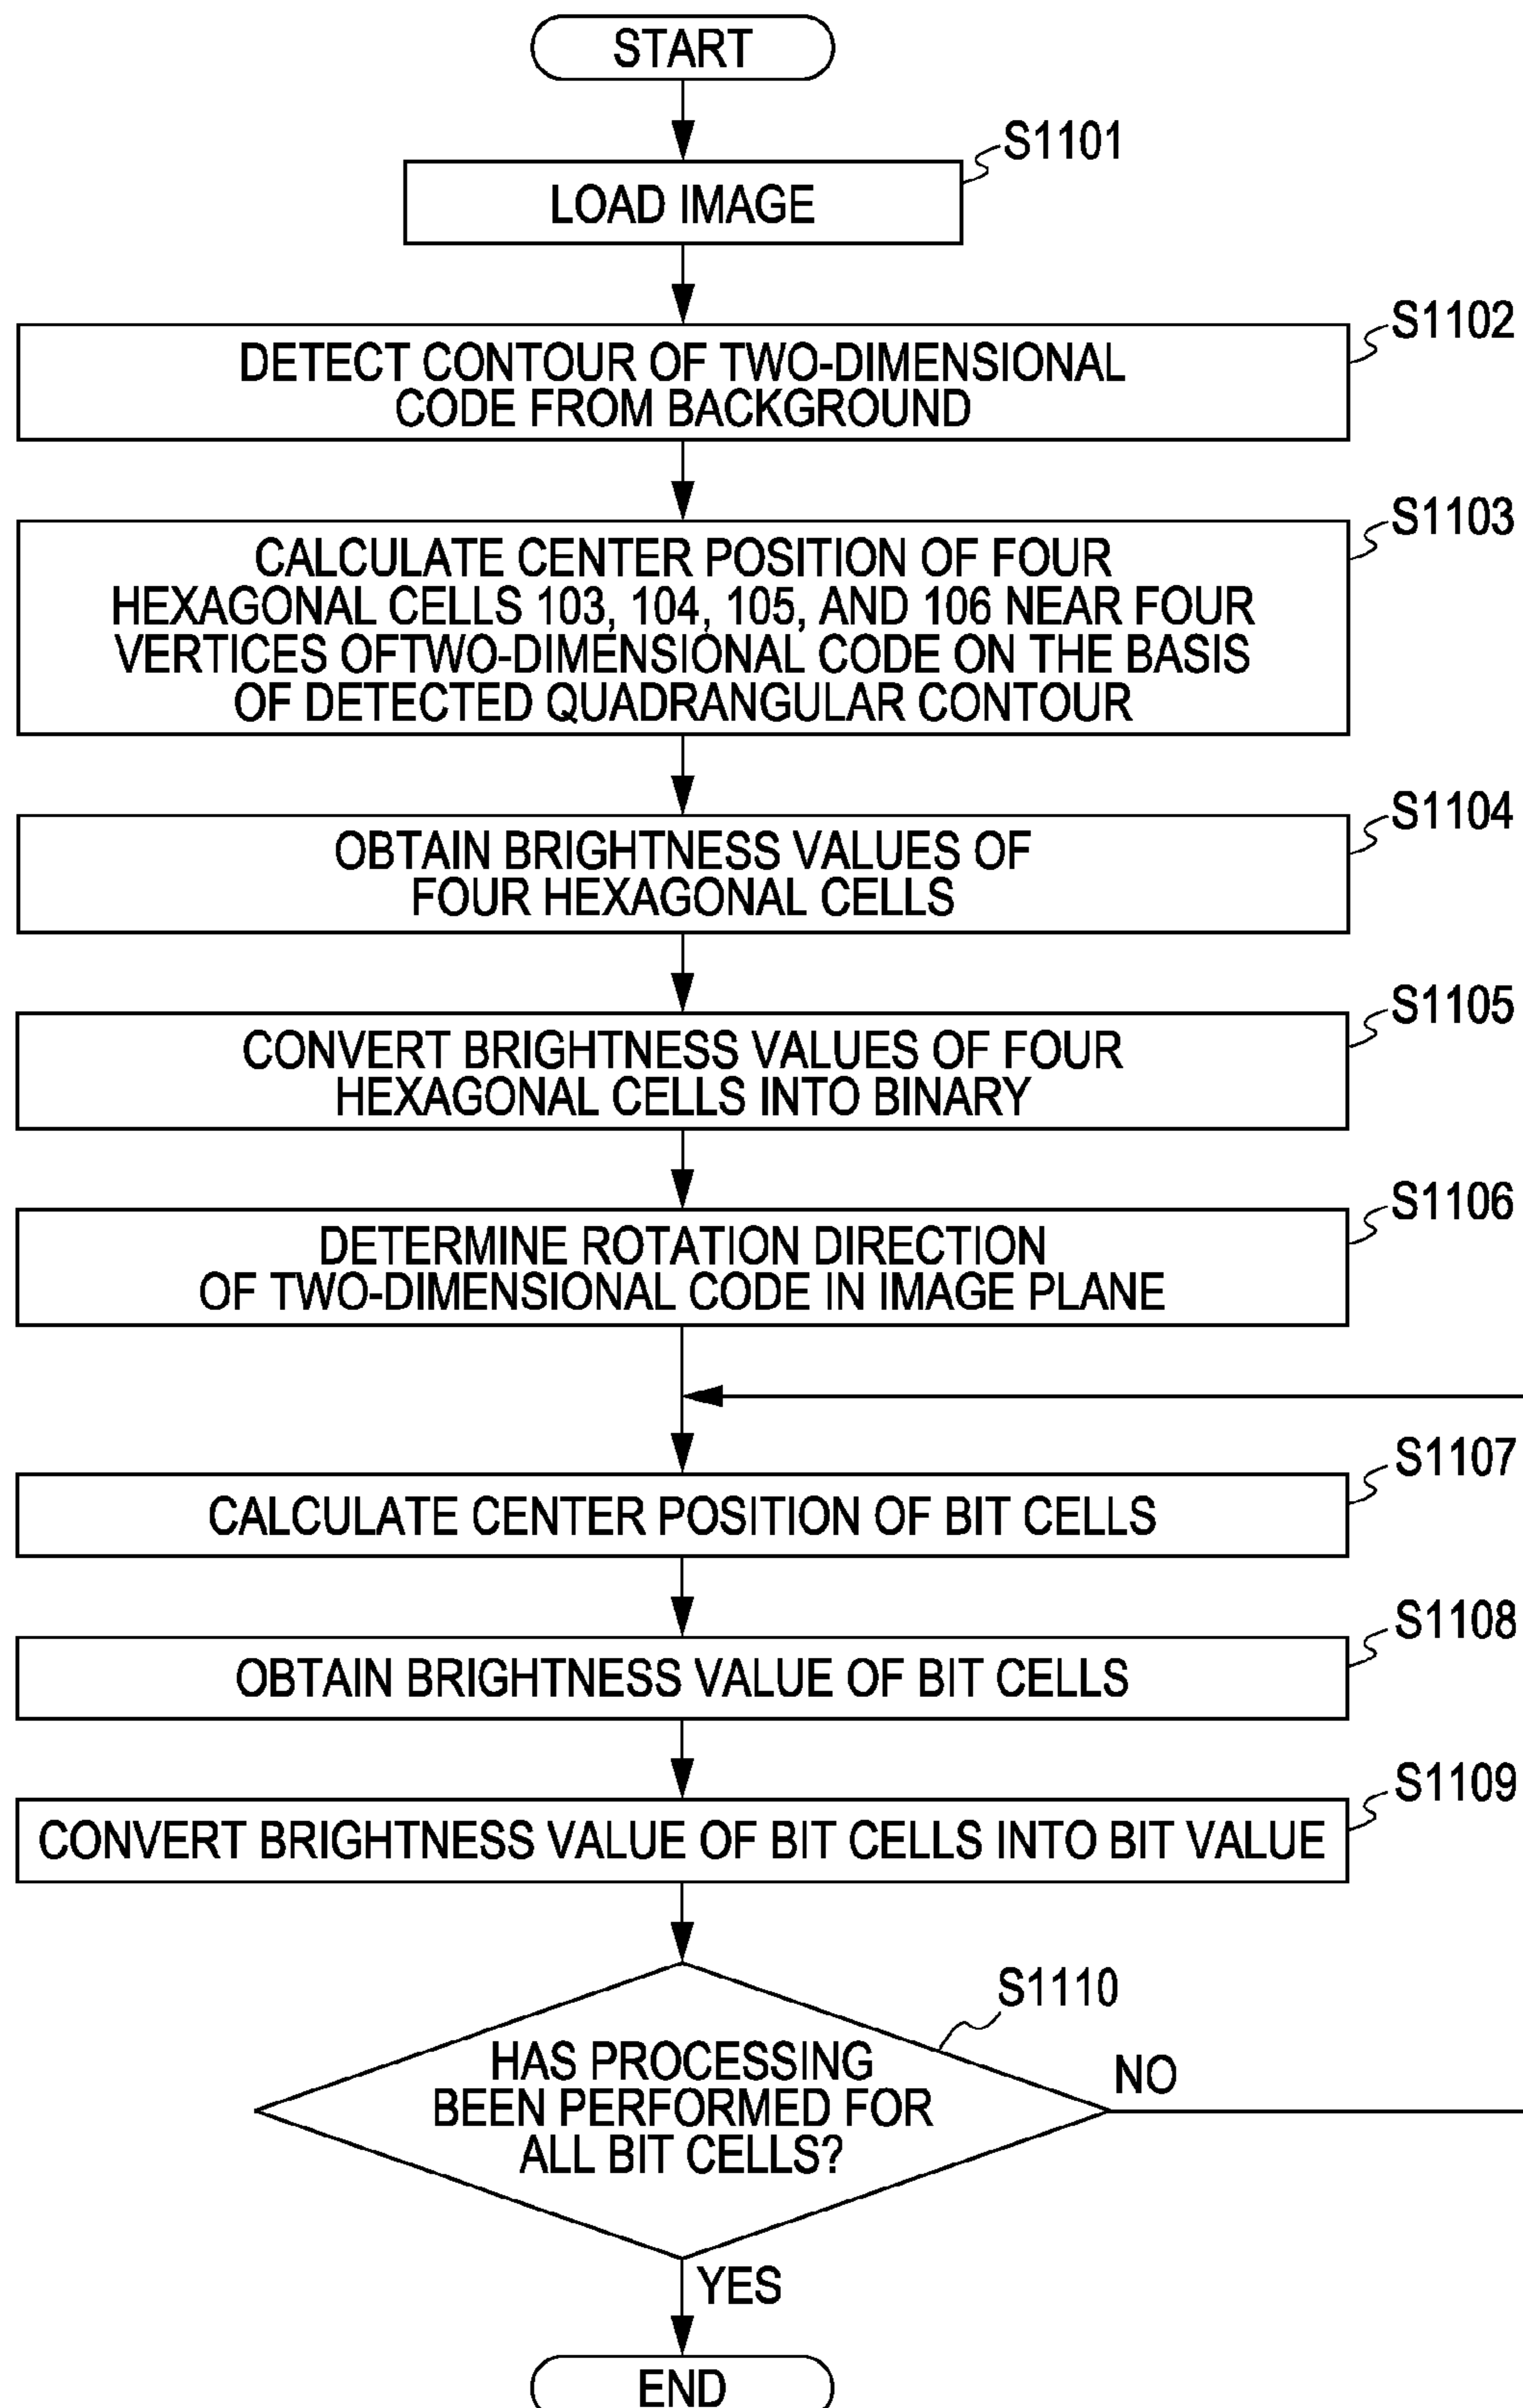 START
S1101
LOAD IMAGE
S1102
DETECT CONTOUR OF TWO-DIMENSIONAL
CODE FROM BACKGROUND
S1103
CALCULATE CENTER POSITION OF FOUR
HEXAGONAL CELLS 103, 104, 105, AND 106 NEAR FOUR
VERTICES OFTWO-DIMENSIONAL CODE ON THE BASIS
OF DETECTED QUADRANGULAR CONTOUR
S1104
OBTAIN BRIGHTNESS VALUES OF
FOUR HEXAGONAL CELLS
S1105
CONVERT BRIGHTNESS VALUES OF FOUR
HEXAGONAL CELLS INTO BINARY
S1106
DETERMINE ROTATION DIRECTION
OF TWO-DIMENSIONAL CODE IN IMAGE PLANE
S1107
CALCULATE CENTER POSITION OF BIT CELLS
S1108
OBTAIN BRIGHTNESS VALUE OF BIT CELLS
S1109
CONVERT BRIGHTNESS VALUE OF BIT CELLS INTO BIT VALUE
S1110
HAS PROCESSING
BEEN PERFORMED FOR
ALL BIT CELLS?
NO
YES
END